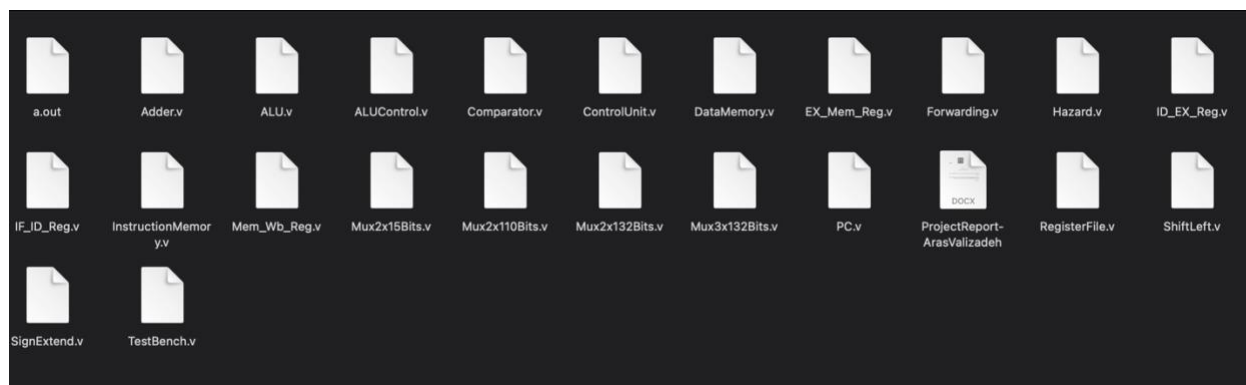 a.out
Adder.v
ALU.v
ALUControl.v
Comparator.v
ControlUnit.v
DataMemory.v
EX_Mem_Reg.v
Forwarding.v
Hazard.v
ID_EX_Reg.v
IF_ID_Reg.v
InstructionMemor
y.v
Mem_Wb_Reg.v
Mux2x15Bits.v
Mux2x110Bits.v
Mux2x132Bits.v
Mux3x132Bits.v
PC.v
DOCX
ProjectReport-
ArasValizadeh
RegisterFile.v
ShiftLeft.v
SignExtend.v
TestBench.v